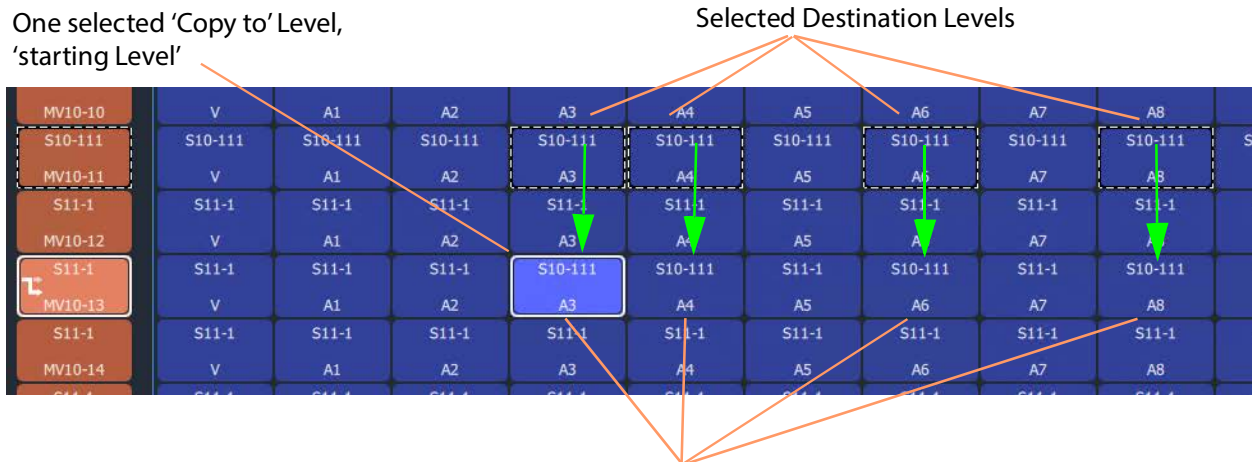 One selected ‘Copy to’ Level,
‘starting Level’
Selected Destination Levels
MV10-10 V A1 A2 A3 A4 A5 A6 A7 A8
S10-111 S10-111 S10-111 S10-111 S10-111 S10-111 S10-111 S10-111 S10-111 S10-111 S
MV10-11 V A1 A2 A3 A4 A5 A6 A7 A8
S11-1 S11-1 S11-1 S11-1 S11-1 S11-1 S11-1 S11-1 S11-1 S11-1
MV10-12 V A1 A2 A3 A4 A5 A7
S11-1 S11-1 S11-1 S11-1 S10-111 S10-111 S11-1 S10-111 S11-1 S10-111
MV10-13 V A1 A2 A3 A4 A5 A6 A7 A8
S11-1 S11-1 S11-1 S11-1 S11-1 S11-1 S11-1 S11-1 S11-1 S11-1
MV10-14 V A1 A2 A3 A4 A5 A6 A7 A8